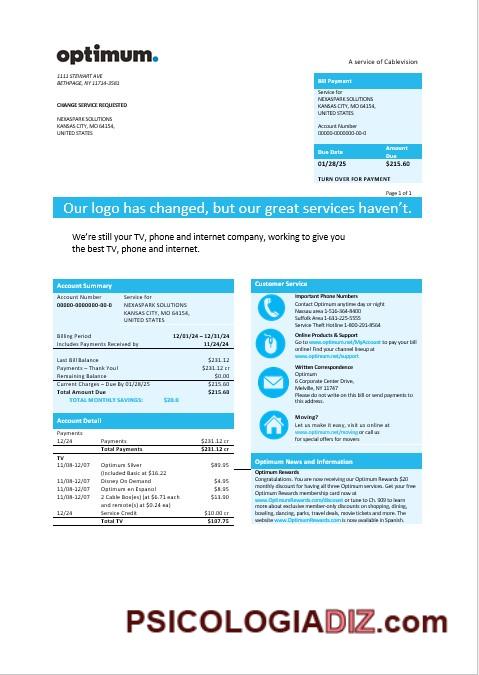 optimum.
A service of Cablevision
1111 STEWART AVE
BETHPAGE, NY 11714-3581
CHANGE SERVICE REQUESTED
NEXASPARK SOLUTIONS
KANSAS CITY, MO 64154,
UNITED STATES
Bill Payment
Service for
NEXASPARK SOLUTIONS
KANSAS CITY, MO 64154,
UNITED STATES
Account Number
00000-0000000-00-0
Due Date Amount Due
01/28/25 $215.60
TURN OVER FOR PAYMENT
Page 1 of 1
Our logo has changed, but our great services haven't.
We're still your TV, phone and internet company, working to give you
the best TV, phone and internet.
Account Summary
Account Number Service for
00000-0000000-00-0 NEXASPARK SOLUTIONS
KANSAS CITY, MO 64154,
UNITED STATES
Billing Period 12/01/24 – 12/31/24
Includes Payments Received by 11/24/24
Last Bill Balance $231.12
Payments – Thank You! $231.12 cr
Remaining Balance $0.00
Current Charges – Due By 01/28/25 $215.60
Total Amount Due $215.60
TOTAL MONTHLY SAVINGS: $20.0
Account Detail
Payments
12/24 Payments $231.12 cr
Total Payments $231.12 cr
TV
11/08-12/07 Optimum Silver $89.95
(Included Basic at $16.22
11/08-12/07 Disney On Demand $4.95
11/08-12/07 Optimum en Espanol $8.95
11/08-12/07 2 Cable Box(es) (at $6.71 each $13.90
and remote(s) at $0.24 ea)
12/24 Service Credit $10.00 cr
Total TV $107.75
Customer Service
Important Phone Numbers
Contact Optimum anytime day or night
Nassau area 1-516-364-8400
Suffolk Area 1-631-225-5555
Service Theft Hotline 1-800-291-8564
Online Products & Support
Go to www.optimum.net/MyAccount to pay your bill
online! Find your channel lineup at
www.optimum.net/support
Written Correspondence
Optimum
6 Corporate Center Drive,
Melville, NY 11747
Please do not write on this bill or send payments to
this address.
Moving?
Let us make it easy, visit is online at
www.optimum.net/moving or call us
for special offers for movers
Optimum News and Information
Optimum Rewards
Congratulations. You are now receiving our Optimum Rewards $20
monthly discount for having all three Optimum services. Get your free
Optimum Rewards membership card now at
www.OptimumRewards.com or tune to Ch. 909 to learn
more about exclusive member-only discounts on shopping, dining,
bowling, dancing, parks, travel deals, movie tickets and more. The
website www.OptimumRewards.com is now available in Spanish.
PSICOLOGIADIZ.com